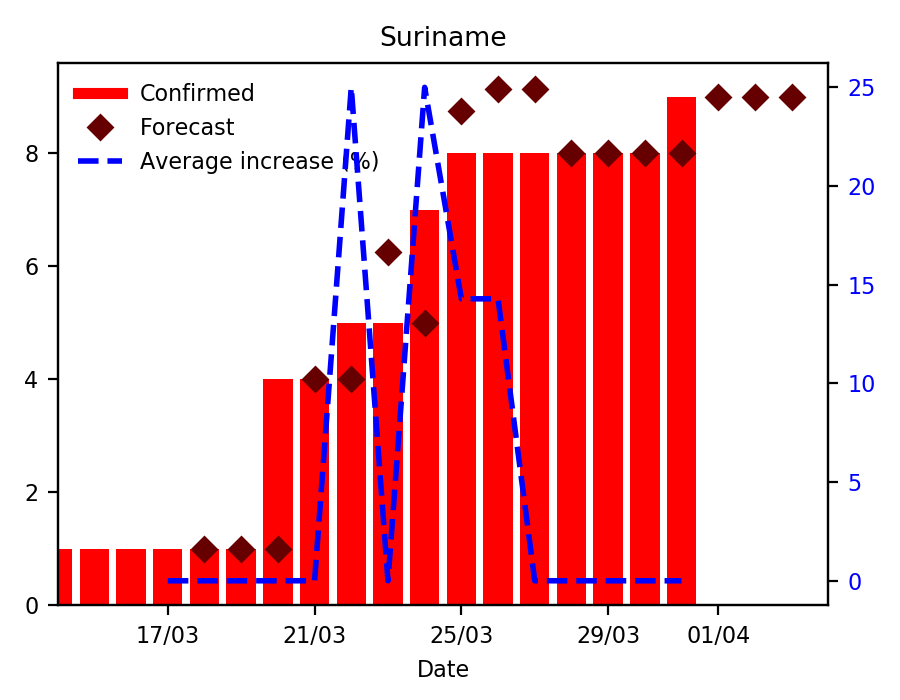 Suriname
Confirmed
Forecast
Average increase (%)
8
6
4
2
0
25
20
15
10
5
0
17/03 21/03 25/03 29/03 01/04
Date